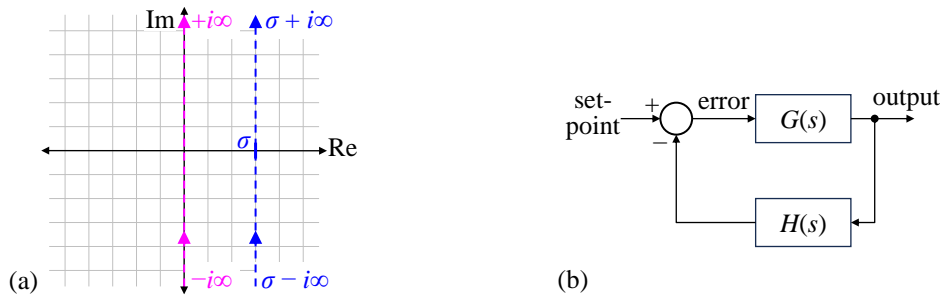 Im
+i∞
σ + i∞
σ
Re
−i∞
σ − i∞
(a)
set-
point
+
−
error
G(s)
output
H(s)
(b)